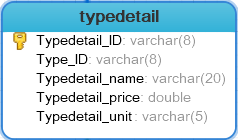 typedetail
Typedetail_ID: varchar(8)
Type_ID: varchar(8)
Typedetail_name: varchar(20)
Typedetail_price: double
Typedetail_unit: varchar(5)